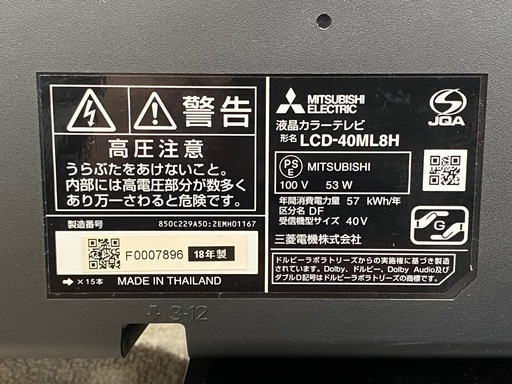 警告
高圧注意
うらぶたをあけないこと。
内部には高電圧部分が数多く
あり万一さわると危険です。
製造番号
850C229A50:2EMH01167
F0007896 18年製
→ ×15本 MADE IN THAILAND
3-12
MITSUBISHI
ELECTRIC
JQA
液晶カラーテレビ
形名 LCD-40ML8H
PS
E
MITSUBISHI
100 V 53 W
年間消費電力量 57 kWh/年
区分名 DF
受信機型サイズ 40V
G
三菱電機株式会社
ドルビーラボラトリーズからの実施権に基づき製造
されています。Dolby、ドルビー、Dolby Audio及び
ダブルD記号はドルビーラボラトリーズの商標です。